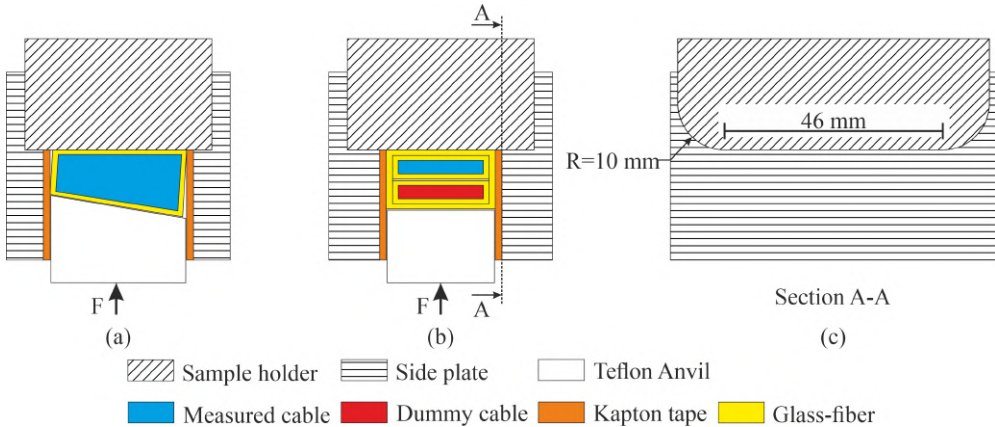 A
46 mm
R=10 mm
F
F
A
Section A-A
(a)
(b)
(c)
Sample holder
Side plate
Teflon Anvil
Measured cable
Dummy cable
Kapton tape
Glass-fiber